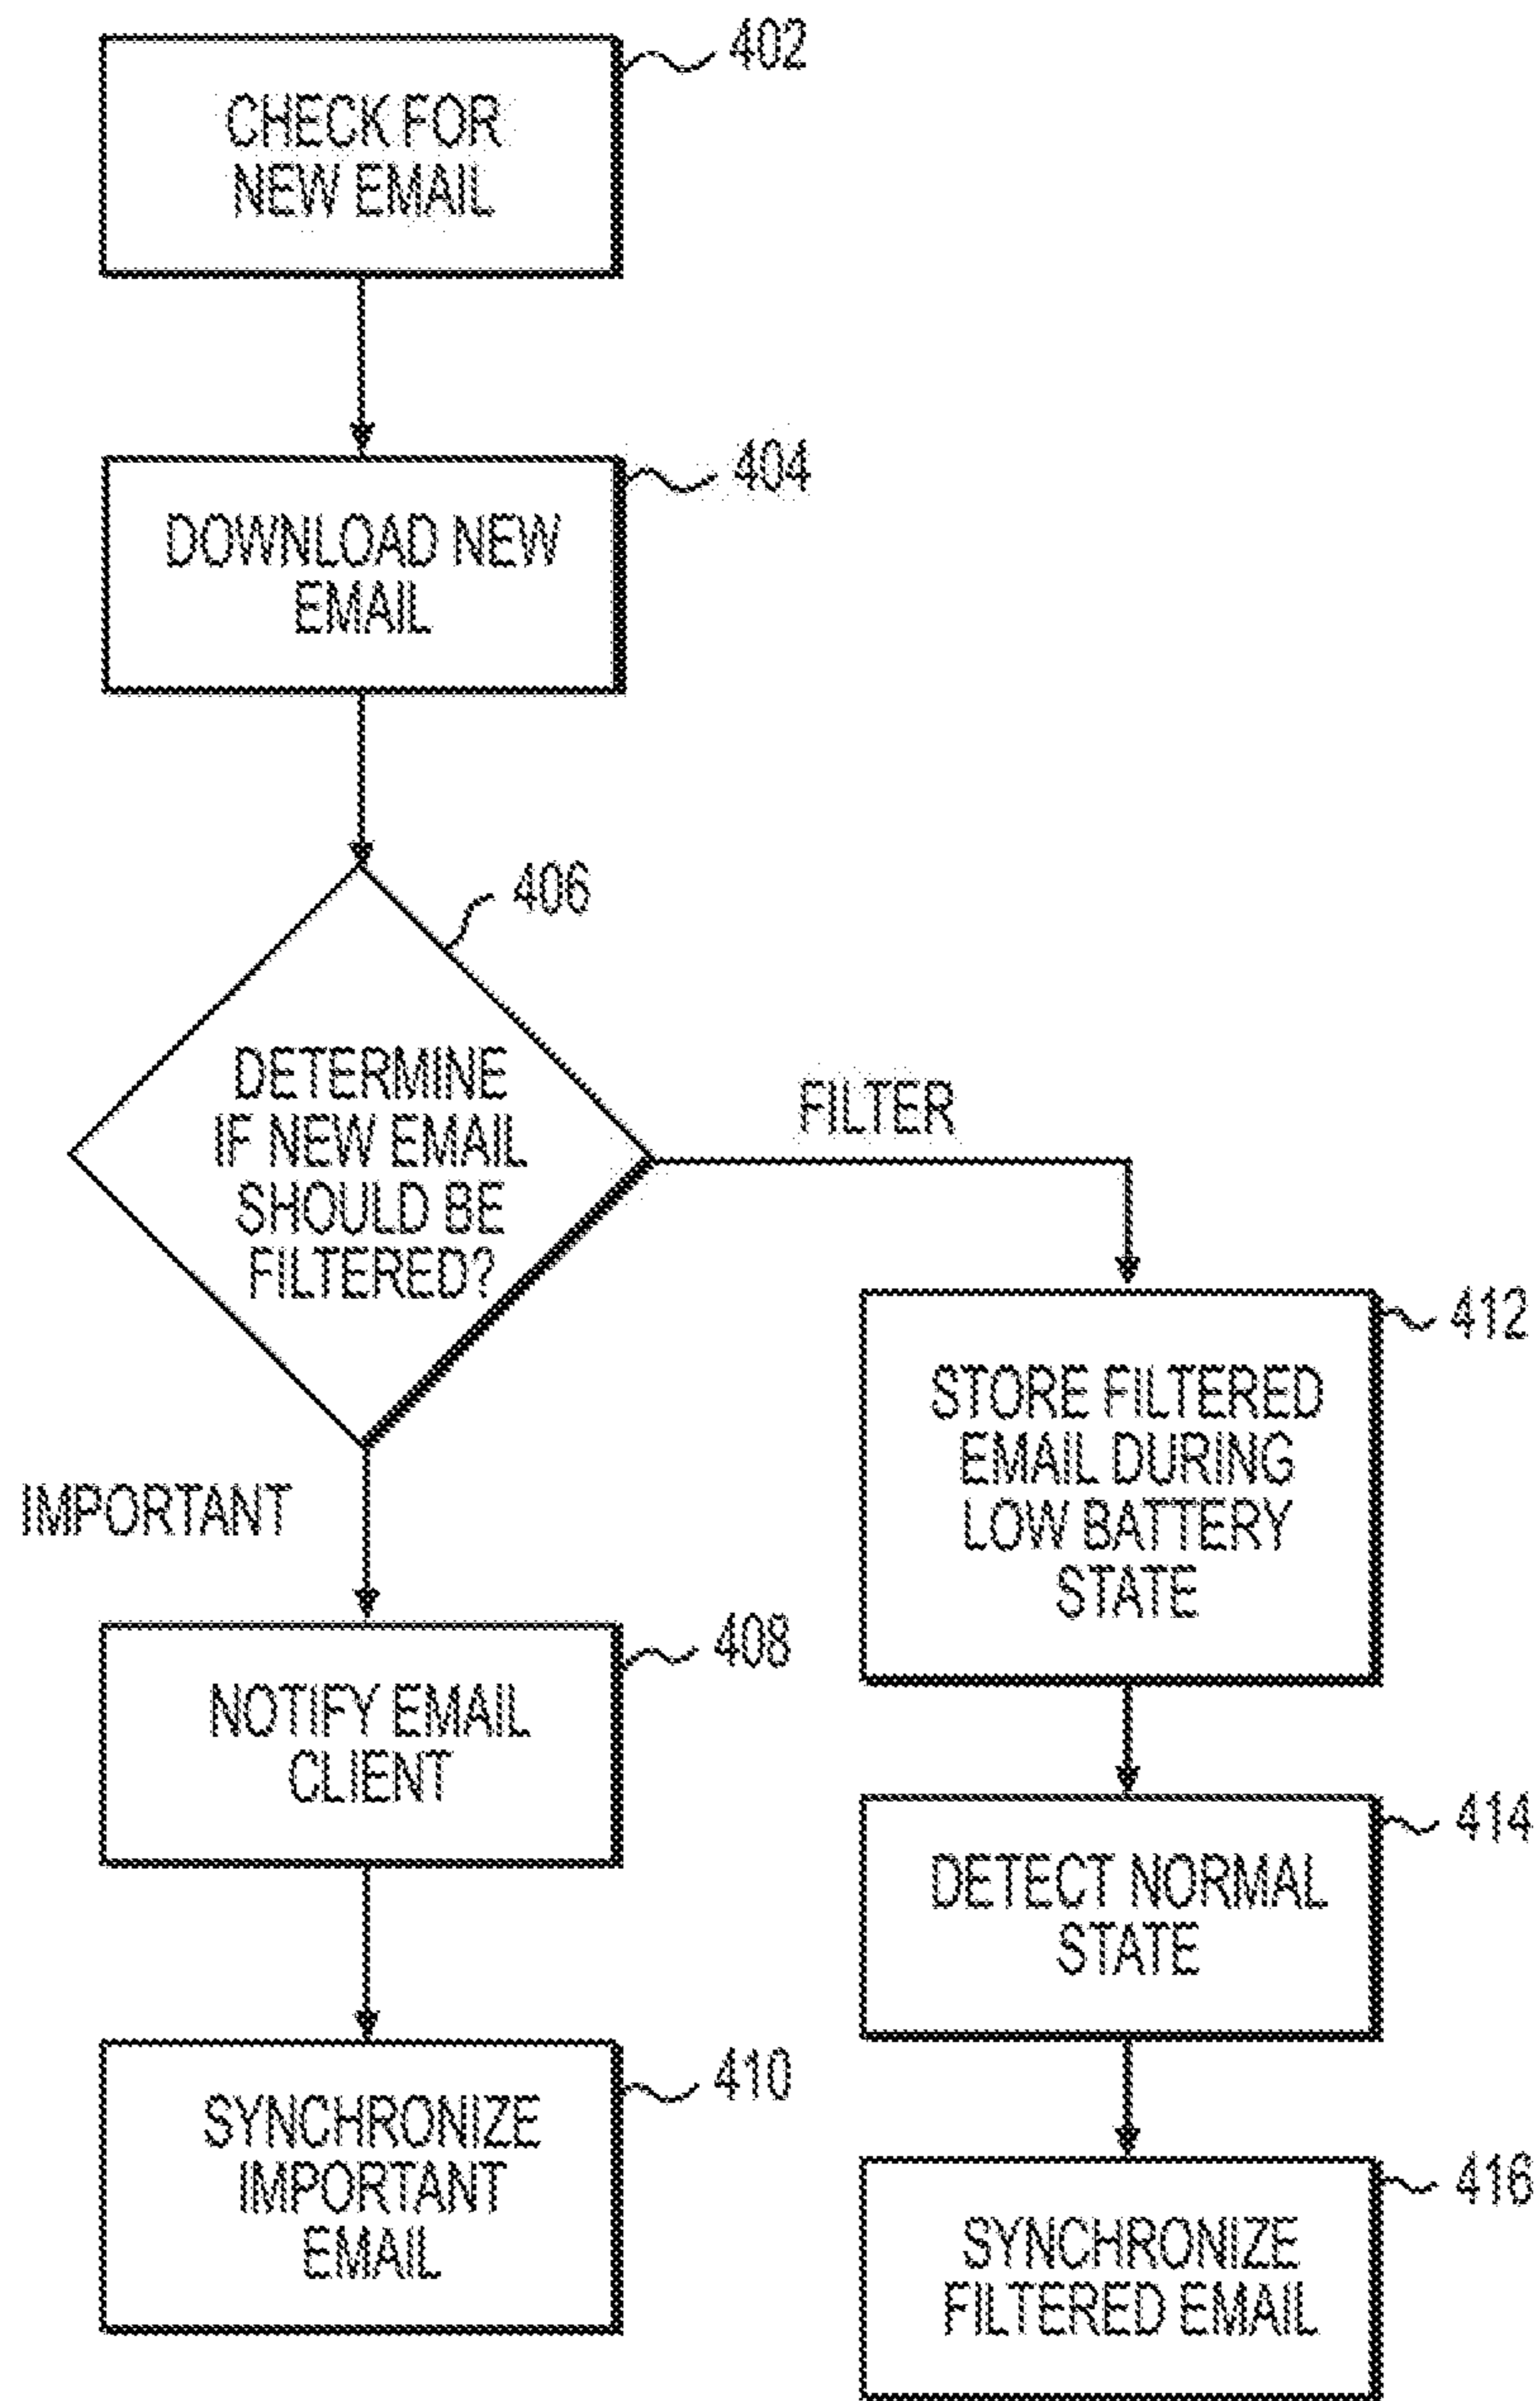 402
CHECK FOR
NEW EMAIL
404
DOWNLOAD NEW
EMAIL
406
DETERMINE
IF NEW EMAIL
SHOULD BE
FILTERED?
FILTER
IMPORTANT
408
NOTIFY EMAIL
CLIENT
410
SYNCHRONIZE
IMPORTANT
EMAIL
412
STORE FILTERED
EMAIL DURING
LOW BATTERY
STATE
414
DETECT NORMAL
STATE
416
SYNCHRONIZE
FILTERED EMAIL